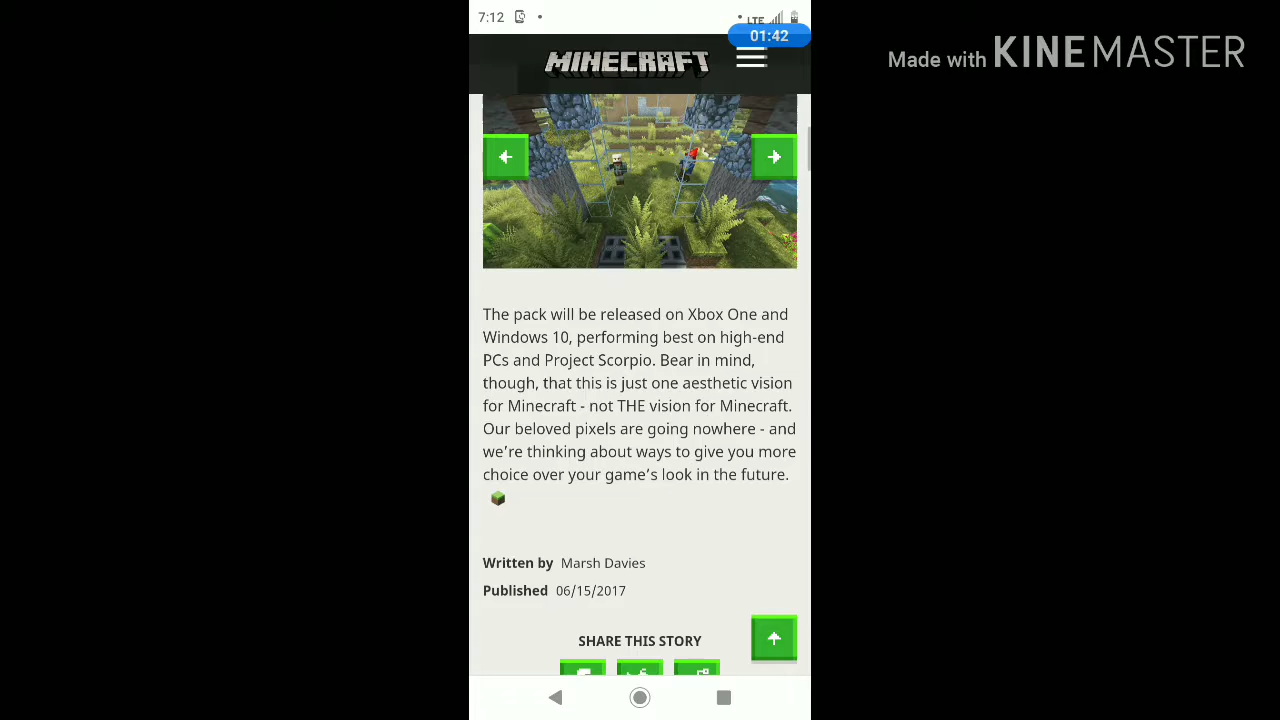 7:12
LTE
01:42
MINECRAFT
Made with KINEMASTER
The pack will be released on Xbox One and
Windows 10, performing best on high-end
PCs and Project Scorpio. Bear in mind,
though, that this is just one aesthetic vision
for Minecraft - not THE vision for Minecraft.
Our beloved pixels are going nowhere - and
we’re thinking about ways to give you more
choice over your game’s look in the future.
Written by Marsh Davies
Published 06/15/2017
SHARE THIS STORY